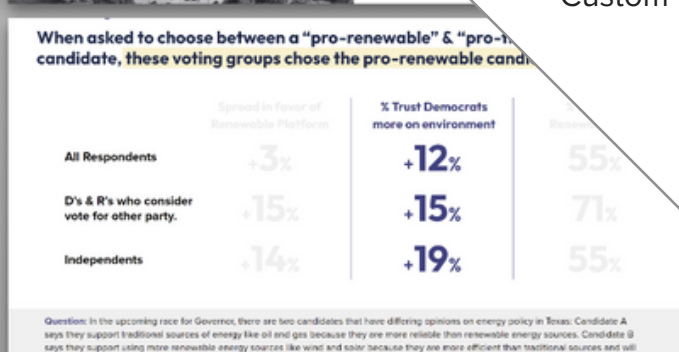 Custom
When asked to choose between a “pro-renewable” & “pro-
candidate, these voting groups chose the pro-renewable
Spread in favor of
Renewable Platform
% Trust Democrats
more on environment
All Respondents
+3%
+12%
55%
D's & R's who consider
vote for other party.
+15%
+15%
71%
Independents
+14%
+19%
55%
Question: In the upcoming race for Governor, there are two candidates that have differing opinions on energy policy in Texas: Candidate A
says they support traditional sources of energy like oil and gas because they are more reliable than renewable energy sources. Candidate B
says they support using more renewable energy sources like wind and solar because they are more efficient than traditional sources and will